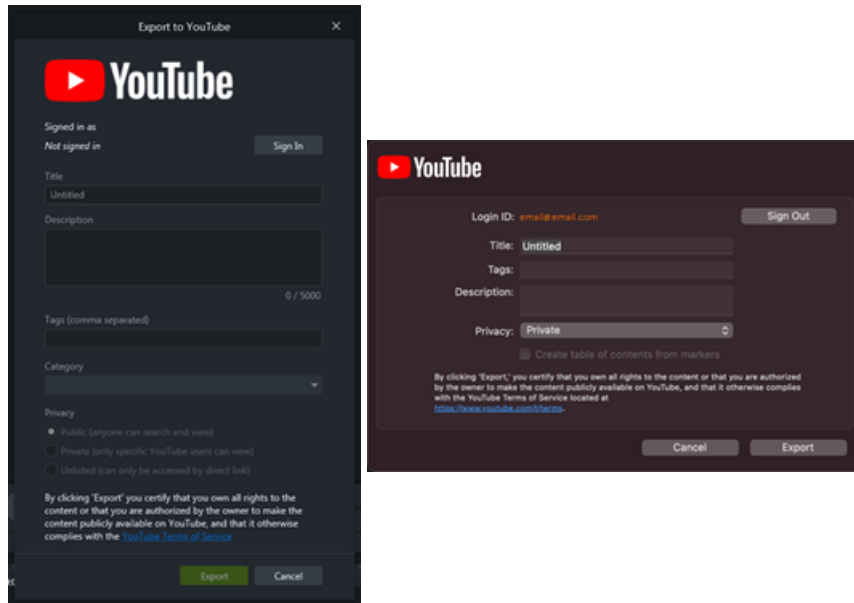 Export to YouTube
YouTube
Signed in as
Not signed in
Sign In
Title
Untitled
Description
0 / 5000
Tags (comma separated)
Category
Privacy
Public (anyone can search and view)
Private (only specific YouTube users can view)
Unlisted (can only be accessed by direct link)
By clicking 'Export' you certify that you own all rights to the
content or that you are authorized by the owner to make the
content publicly available on YouTube, and that it otherwise
complies with the YouTube Terms of Service
Export
Cancel
YouTube
Login ID: email@email.com
Sign Out
Title: Untitled
Tags:
Description:
Privacy: Private
Create table of contents from markers
By clicking 'Export,' you certify that you own all rights to the content or that you are authorized
by the owner to make the content publicly available on YouTube, and that it otherwise complies
with the YouTube Terms of Service located at
https://www.youtube.com/t/terms.
Cancel
Export